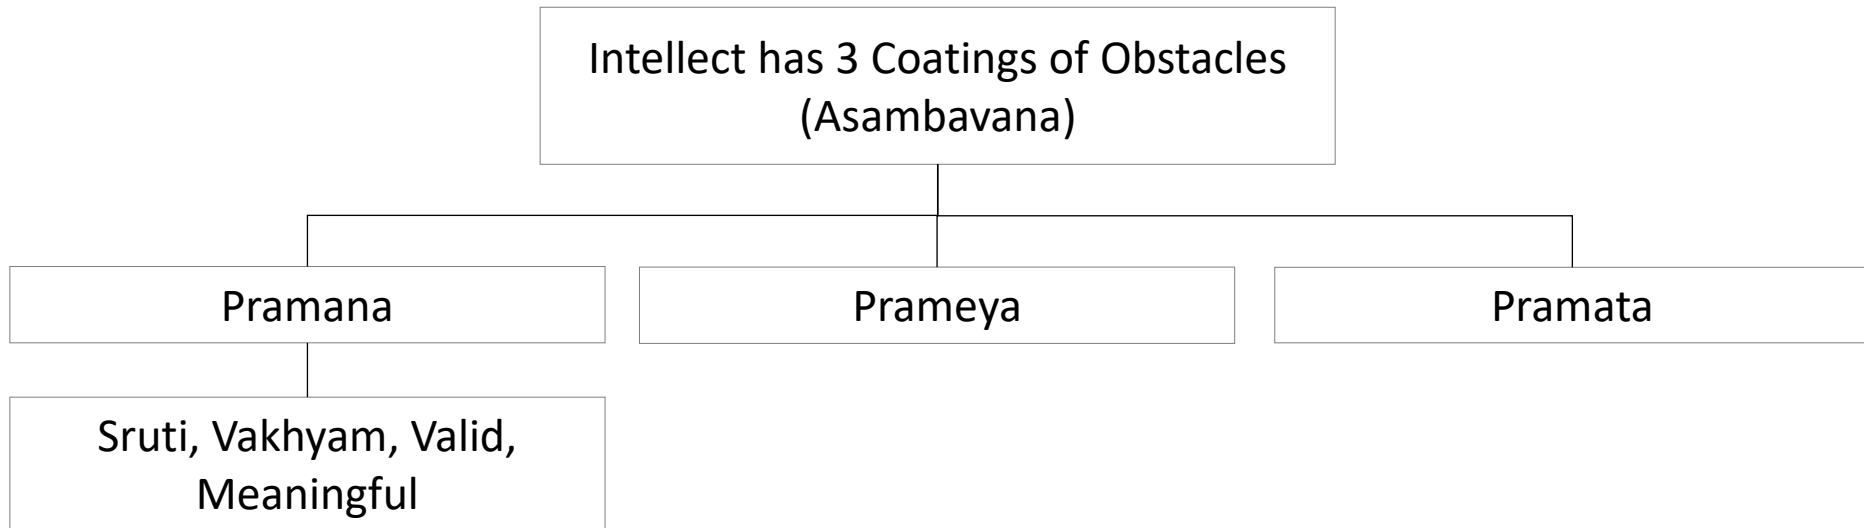 Intellect has 3 Coatings of Obstacles
(Asambavana)
Pramana
Prameya
Pramata
Sruti, Vakhyam, Valid,
Meaningful